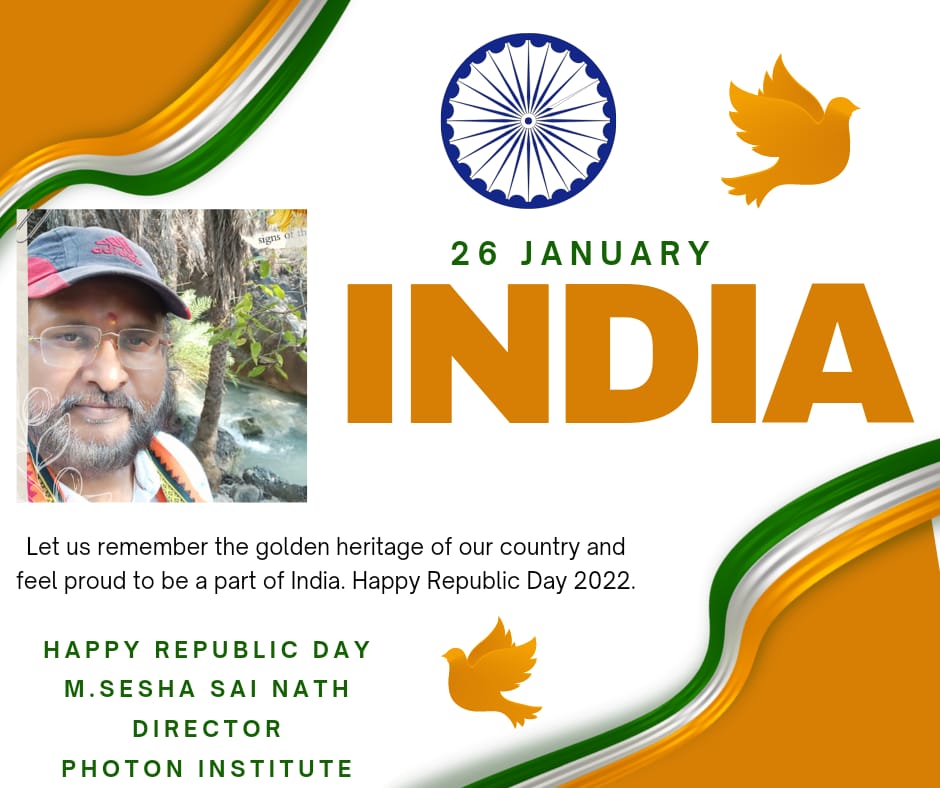 26 JANUARY
INDIA
signs of th
Let us remember the golden heritage of our country and
feel proud to be a part of India. Happy Republic Day 2022.
HAPPY REPUBLIC DAY
M.SESHA SAI NATH
DIRECTOR
PHOTON INSTITUTE